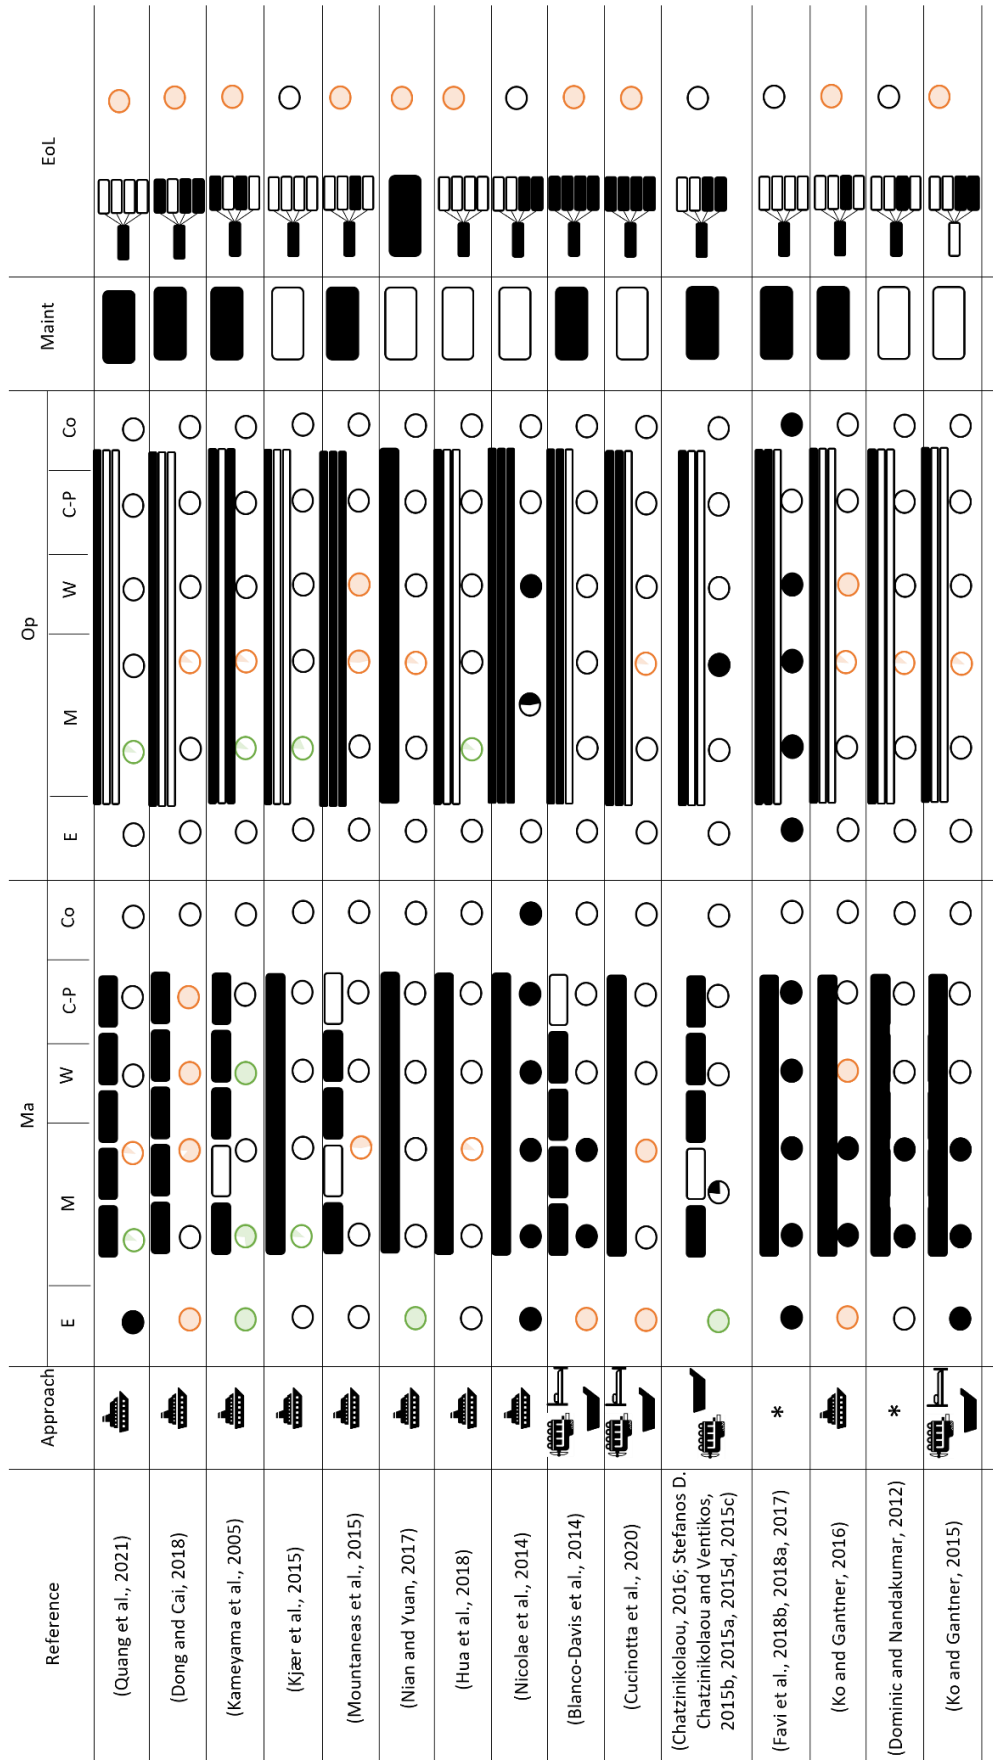 Reference
Approach
Ma
Op
Maint
EoL
E
M
W
C-P
Co
E
M
W
C-P
Co
(Quang et al., 2021)
(Dong and Cai, 2018)
(Kameyama et al., 2005)
(Kjær et al., 2015)
(Mountaneas et al., 2015)
(Nian and Yuan, 2017)
(Hua et al., 2018)
(Nicolae et al., 2014)
(Blanco-Davis et al., 2014)
(Cucinotta et al., 2020)
(Chatzinikolaou, 2016; Stefanos D.
Chatzinikolaou and Ventikos,
2015b, 2015a, 2015d, 2015c)
(Favi et al., 2018b, 2018a, 2017)
*
(Ko and Gantner, 2016)
(Dominic and Nandakumar, 2012)
*
(Ko and Gantner, 2015)